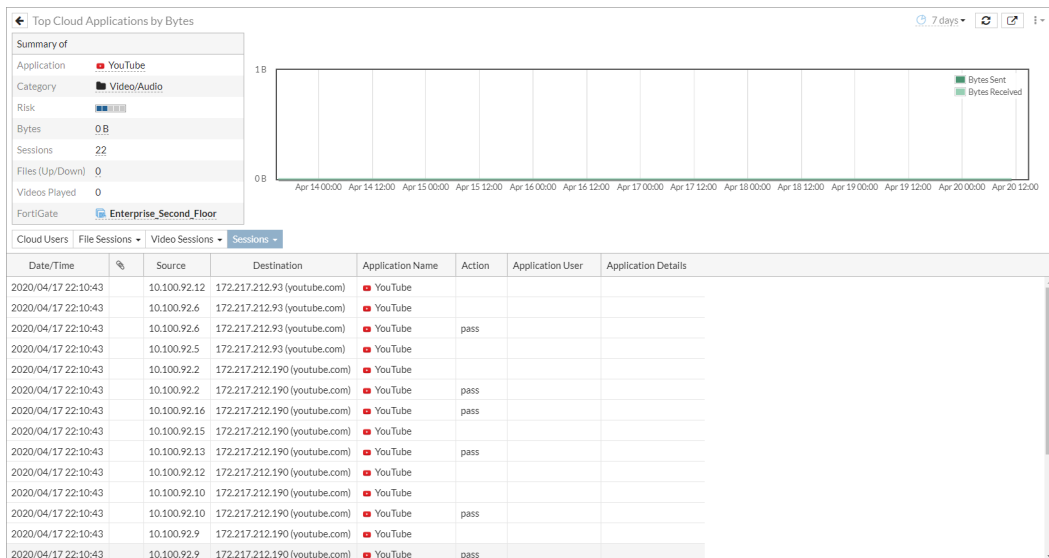 Top Cloud Applications by Bytes
7 days
Summary of
Application YouTube
Category Video/Audio
Risk
Bytes 0 B
Sessions 22
Files (Up/Down) 0
Videos Played 0
FortiGate Enterprise_Second_Floor
1 B
Bytes Sent
Bytes Received
0 B
Apr 14 00:00 Apr 14 12:00 Apr 15 00:00 Apr 15 12:00 Apr 16 00:00 Apr 16 12:00 Apr 17 00:00 Apr 17 12:00 Apr 18 00:00 Apr 18 12:00 Apr 19 00:00 Apr 19 12:00 Apr 20 00:00 Apr 20 12:00
Cloud Users File Sessions Video Sessions Sessions
Date/Time Source Destination Application Name Action Application User Application Details
2020/04/17 22:10:43 10.100.92.12 172.217.212.93 (youtube.com) YouTube
2020/04/17 22:10:43 10.100.92.6 172.217.212.93 (youtube.com) YouTube
2020/04/17 22:10:43 10.100.92.6 172.217.212.93 (youtube.com) YouTube pass
2020/04/17 22:10:43 10.100.92.5 172.217.212.93 (youtube.com) YouTube
2020/04/17 22:10:43 10.100.92.2 172.217.212.190 (youtube.com) YouTube
2020/04/17 22:10:43 10.100.92.2 172.217.212.190 (youtube.com) YouTube pass
2020/04/17 22:10:43 10.100.92.16 172.217.212.190 (youtube.com) YouTube pass
2020/04/17 22:10:43 10.100.92.15 172.217.212.190 (youtube.com) YouTube
2020/04/17 22:10:43 10.100.92.13 172.217.212.190 (youtube.com) YouTube pass
2020/04/17 22:10:43 10.100.92.12 172.217.212.190 (youtube.com) YouTube
2020/04/17 22:10:43 10.100.92.10 172.217.212.190 (youtube.com) YouTube
2020/04/17 22:10:43 10.100.92.10 172.217.212.190 (youtube.com) YouTube pass
2020/04/17 22:10:43 10.100.92.9 172.217.212.190 (youtube.com) YouTube
2020/04/17 22:10:43 10.100.92.9 172.217.212.190 (youtube.com) YouTube pass